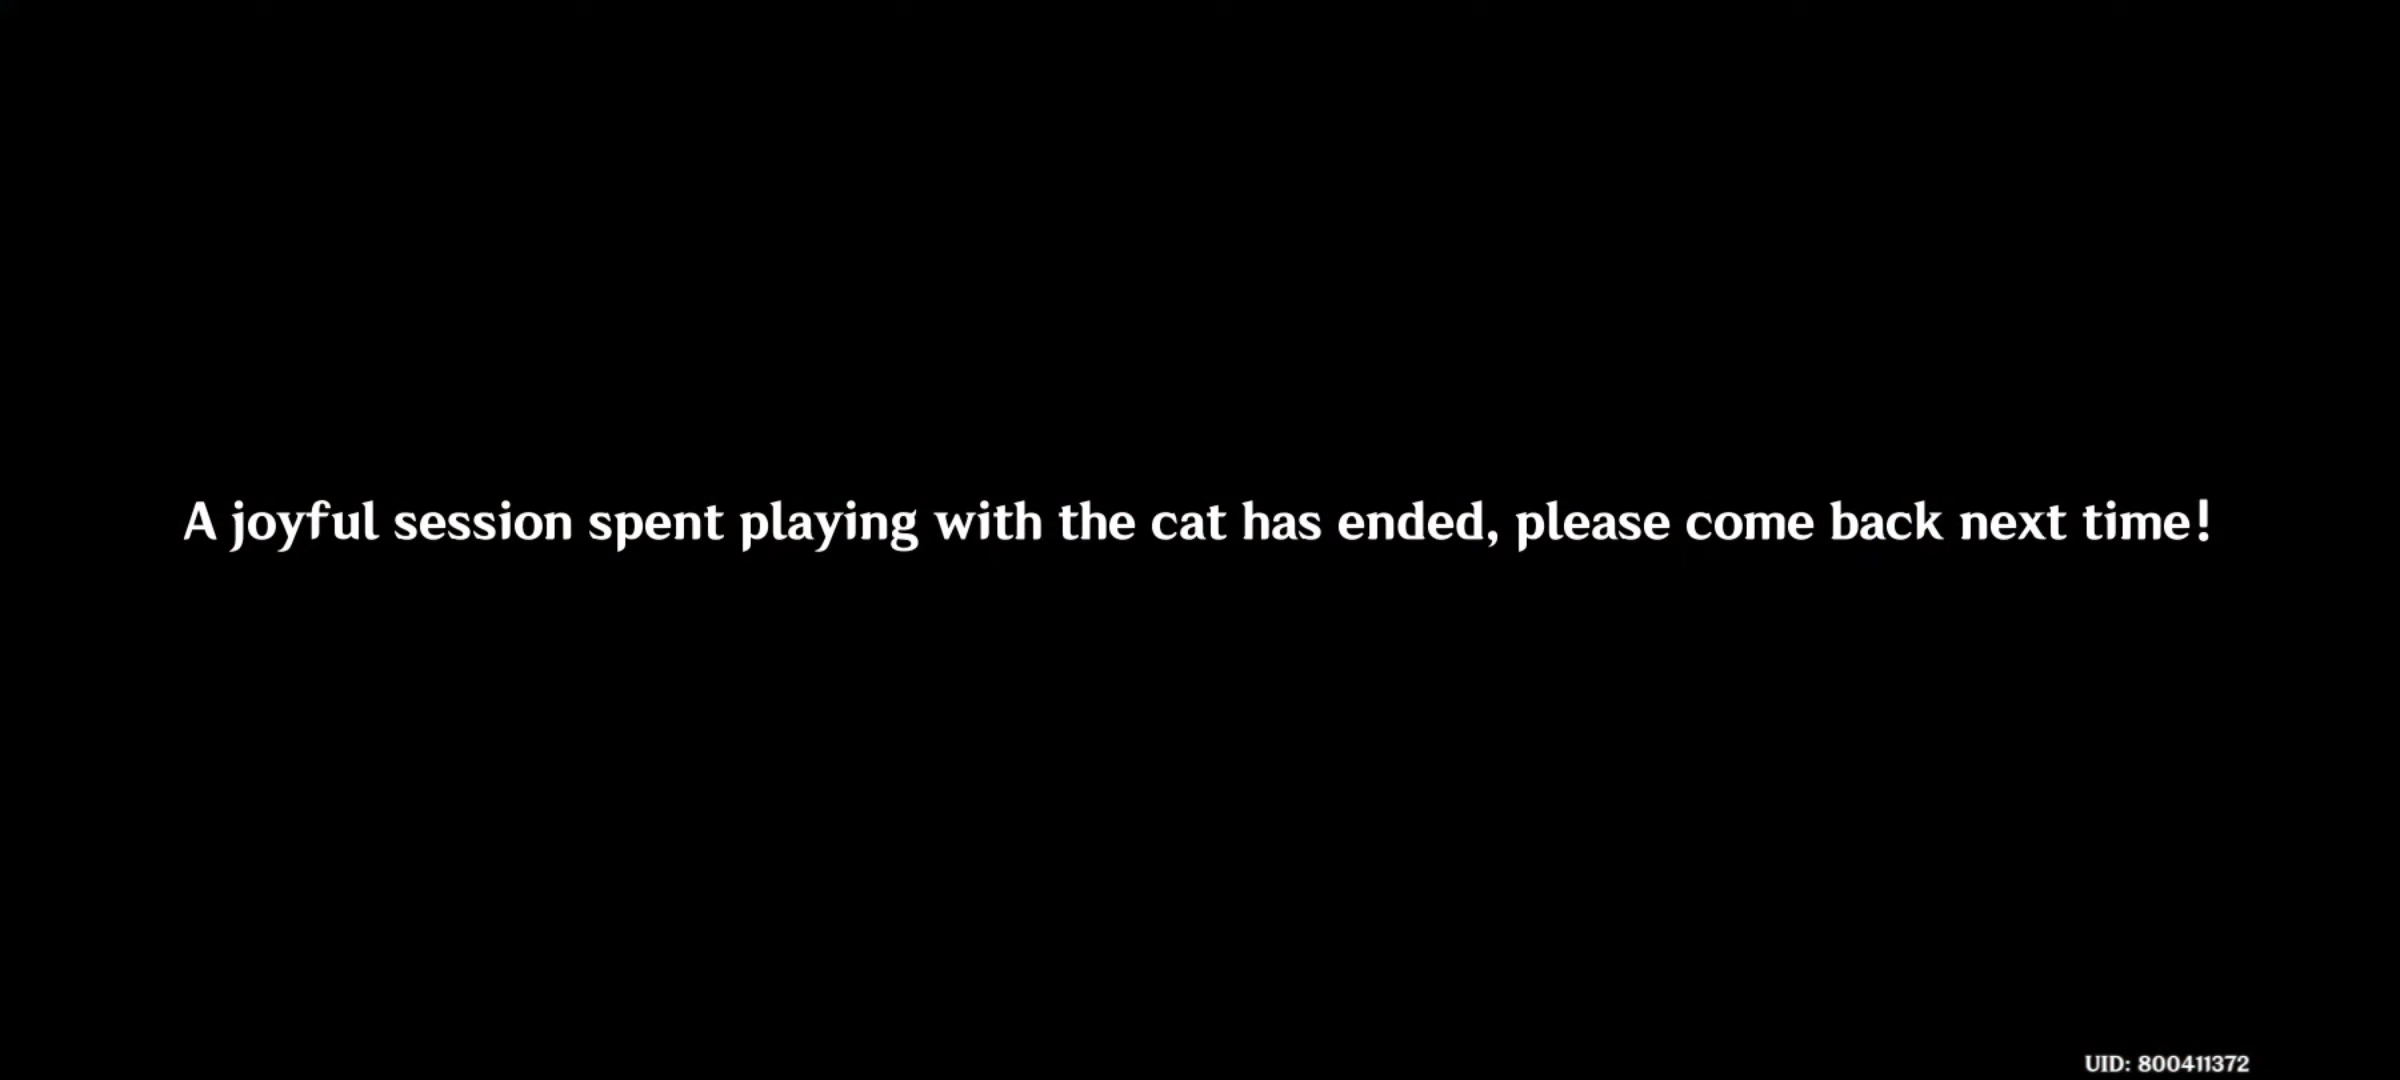 A joyful session spent playing with the cat has ended, please come back next time!
UID: 800411372